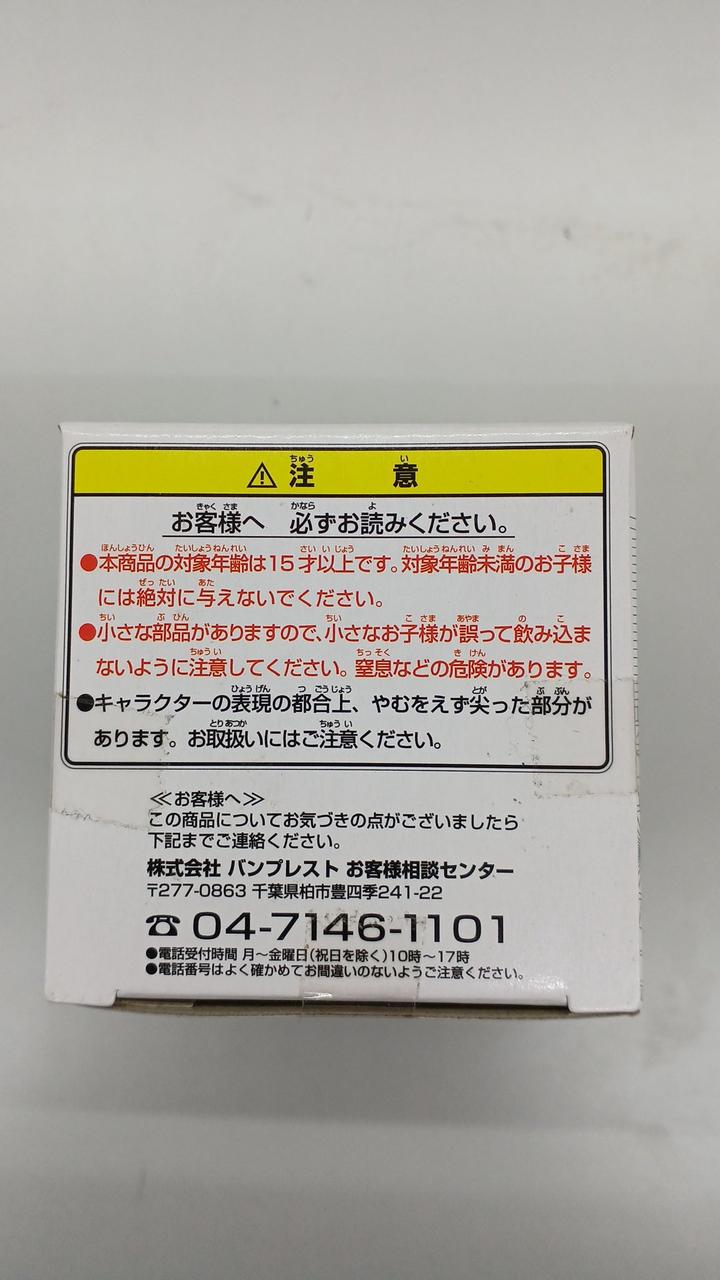 ⚠ 注意
お客様へ 必ずお読みください。
●本商品の対象年齢は15才以上です。対象年齢未満のお子様
には絶対に与えないでください。
●小さな部品がありますので、小さなお子様が誤って飲み込ま
ないように注意してください。窒息などの危険があります。
●キャラクターの表現の都合上、やむをえず尖った部分が
あります。お取扱いにはご注意ください。
≪お客様へ≫
この商品についてお気づきの点がございましたら
下記までご連絡ください。
株式会社 バンプレスト お客様相談センター
〒277-0863 千葉県柏市豊四季241-22
☎ 04-7146-1101
●電話受付時間 月～金曜日(祝日を除く)10時～17時
●電話番号はよく確かめてお間違いのないようご注意ください。